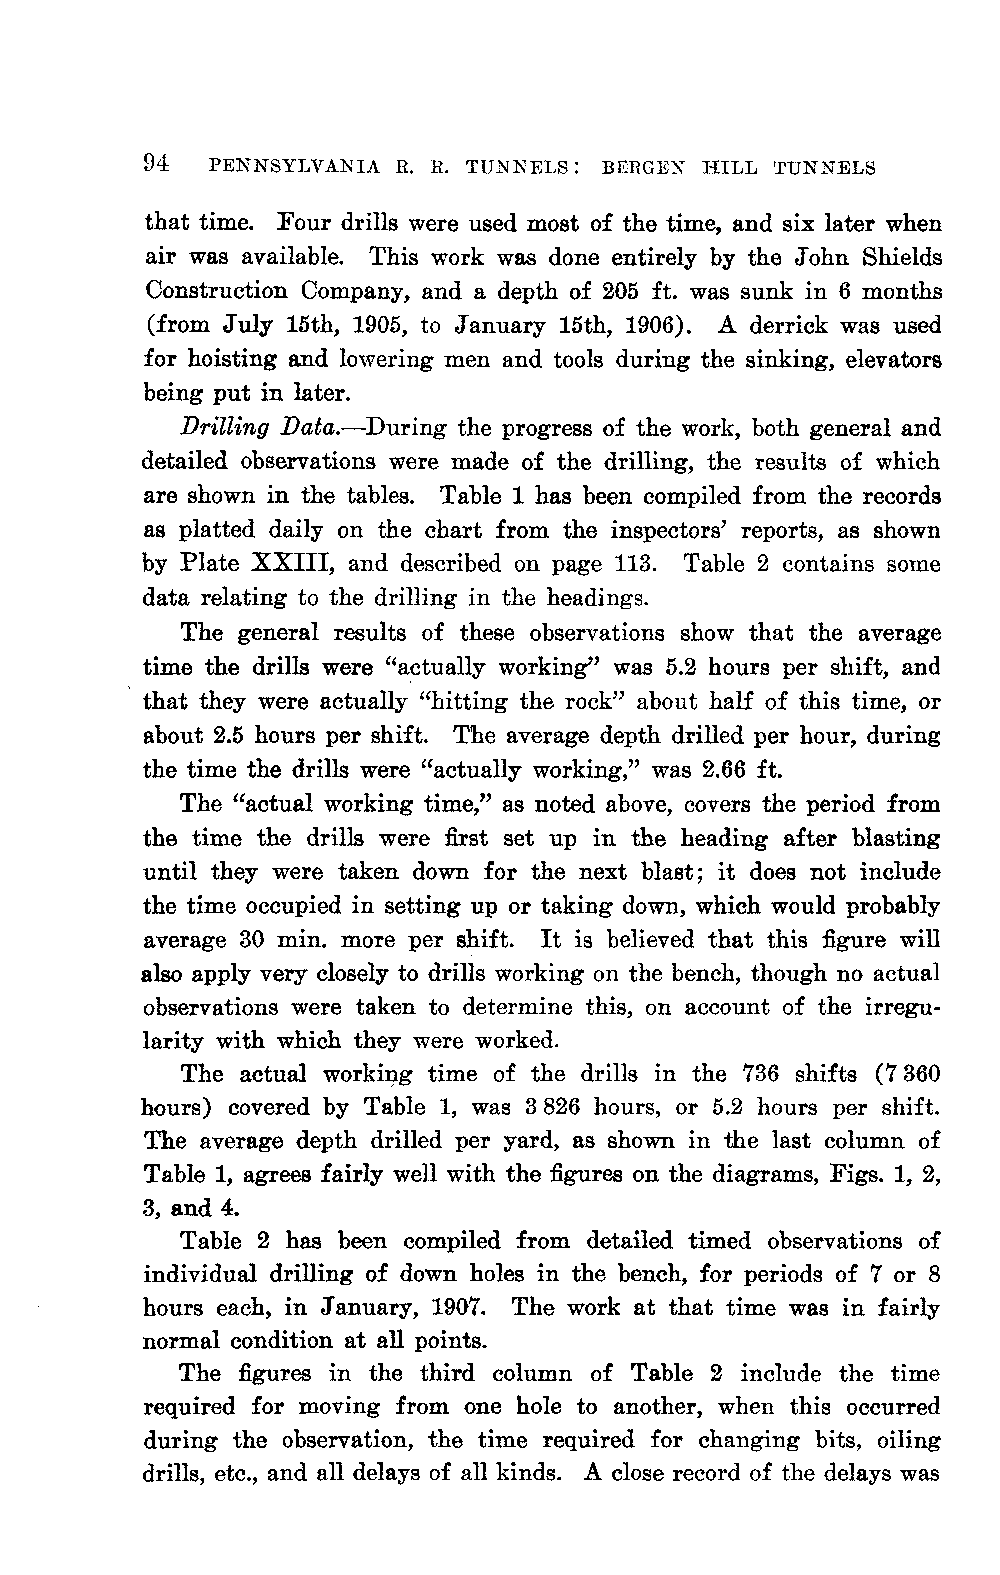 94 PENNSYLVANIA R. R. TUNNELS: BERGEN HILL TUNNELS
that time. Four drills were used most of the time, and six later when
air was available. This work was done entirely by the John Shields
Construction Company, and a depth of 205 ft. was sunk in 6 months
(from July 15th, 1905, to January 15th, 1906). A derrick was used
for hoisting and lowering men and tools during the sinking, elevators
being put in later.
Drilling Data.—During the progress of the work, both general and
detailed observations were made of the drilling, the results of which
are shown in the tables. Table 1 has been compiled from the records
as platted daily on the chart from the inspectors' reports, as shown
by Plate XXIII, and described on page 113. Table 2 contains some
data relating to the drilling in the headings.
The general results of these observations show that the average
time the drills were "actually working" was 5.2 hours per shift, and
that they were actually "hitting the rock" about half of this time, or
about 2.5 hours per shift. The average depth drilled per hour, during
the time the drills were "actually working," was 2.66 ft.
The "actual working time," as noted above, covers the period from
the time the drills were first set up in the heading after blasting
until they were taken down for the next blast; it does not include
the time occupied in setting up or taking down, which would probably
average 30 min. more per shift. It is believed that this figure will
also apply very closely to drills working on the bench, though no actual
observations were taken to determine this, on account of the irregu-
larity with which they were worked.
The actual working time of the drills in the 736 shifts (7 360
hours) covered by Table 1, was 3 826 hours, or 5.2 hours per shift.
The average depth drilled per yard, as shown in the last column of
Table 1, agrees fairly well with the figures on the diagrams, Figs. 1, 2,
3, and 4.
Table 2 has been compiled from detailed timed observations of
individual drilling of down holes in the bench, for periods of 7 or 8
hours each, in January, 1907. The work at that time was in fairly
normal condition at all points.
The figures in the third column of Table 2 include the time
required for moving from one hole to another, when this occurred
during the observation, the time required for changing bits, oiling
drills, etc., and all delays of all kinds. A close record of the delays was